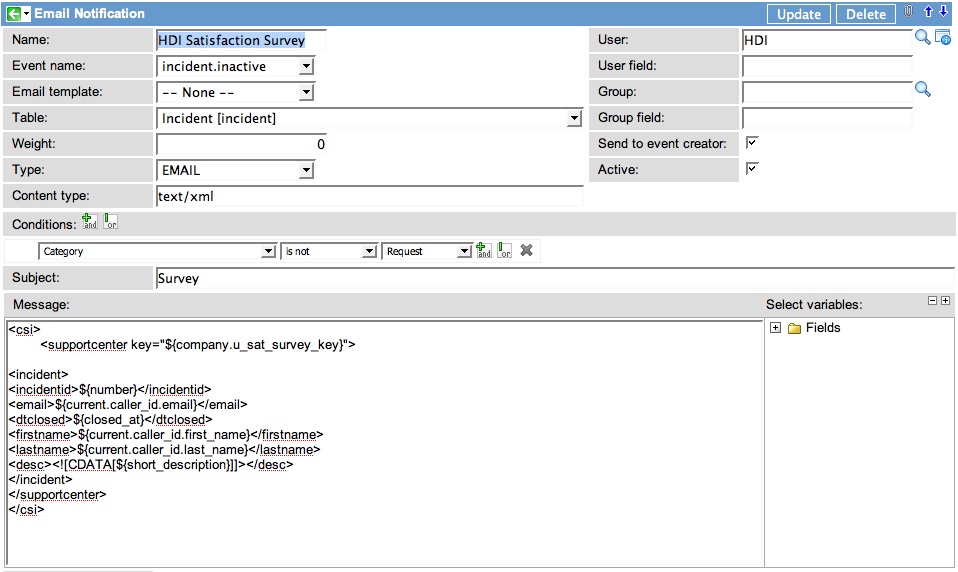 Email Notification Update Delete
Name: HDI Satisfaction Survey User: HDI
Event name: incident.inactive User field:
Email template: -- None -- Group:
Table: Incident [incident] Group field:
Weight: 0 Send to event creator:
Type: EMAIL Active:
Content type: text/xml
Conditions: and or
Category is not Request and or
Subject: Survey
Message: Select variables:
Fields
<csi>
<supportcenter key="${company.u_sat_survey_key}">
<incident>
<incidentid>${number}</incidentid>
<email>${current.caller_id.email}</email>
<dtclosed>${closed_at}</dtclosed>
<firstname>${current.caller_id.first_name}</firstname>
<lastname>${current.caller_id.last_name}</lastname>
<desc><![CDATA[${short_description}]]></desc>
</incident>
</supportcenter>
</csi>